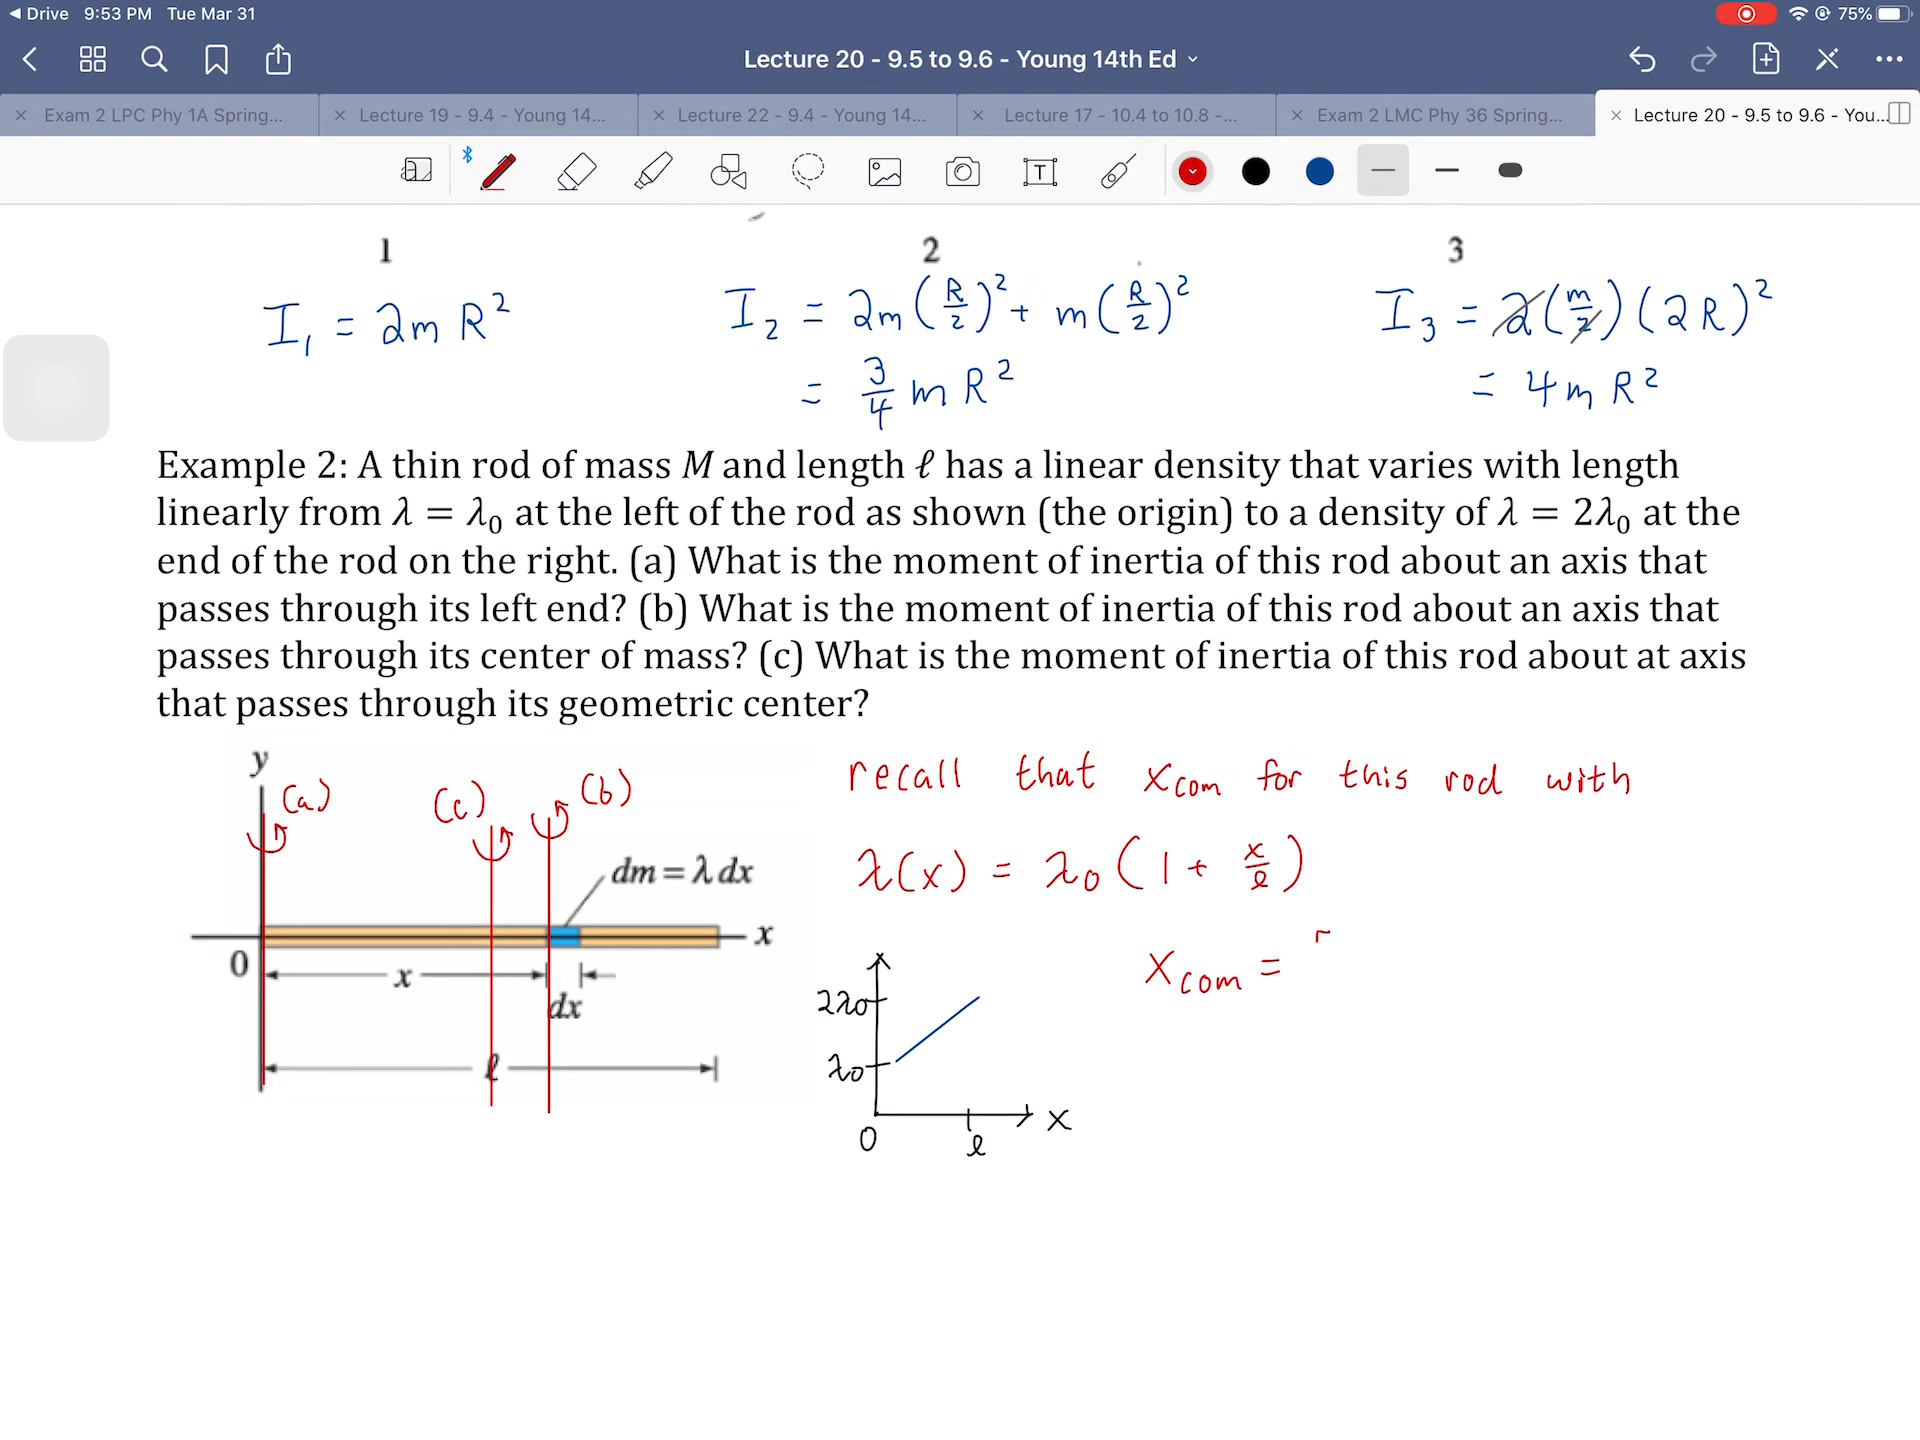 Drive 9:53 PM Tue Mar 31 75%
Lecture 20 - 9.5 to 9.6 - Young 14th Ed
Exam 2 LPC Phy 1A Spring... Lecture 19 - 9.4 - Young 14... Lecture 22 - 9.4 - Young 14... Lecture 17 - 10.4 to 10.8 -... Exam 2 LMC Phy 36 Spring... Lecture 20 - 9.5 to 9.6 - You...
T
1 2 3
I₁ = 2mR² I₂ = 2m(R/2)² + m(R/2)² I₃ = 2(m/2)(2R)²
= 3/4 mR² = 4mR²
Example 2: A thin rod of mass M and length ℓ has a linear density that varies with length
linearly from λ = λ₀ at the left of the rod as shown (the origin) to a density of λ = 2λ₀ at the
end of the rod on the right. (a) What is the moment of inertia of this rod about an axis that
passes through its left end? (b) What is the moment of inertia of this rod about an axis that
passes through its center of mass? (c) What is the moment of inertia of this rod about at axis
that passes through its geometric center?
y
(a) (c) (b)
dm = λ dx
x
0
x
dx
ℓ
recall that xcom for this rod with
λ(x) = λ₀(1 + x/ℓ)
xcom =
2λ₀
λ₀
0 ℓ x